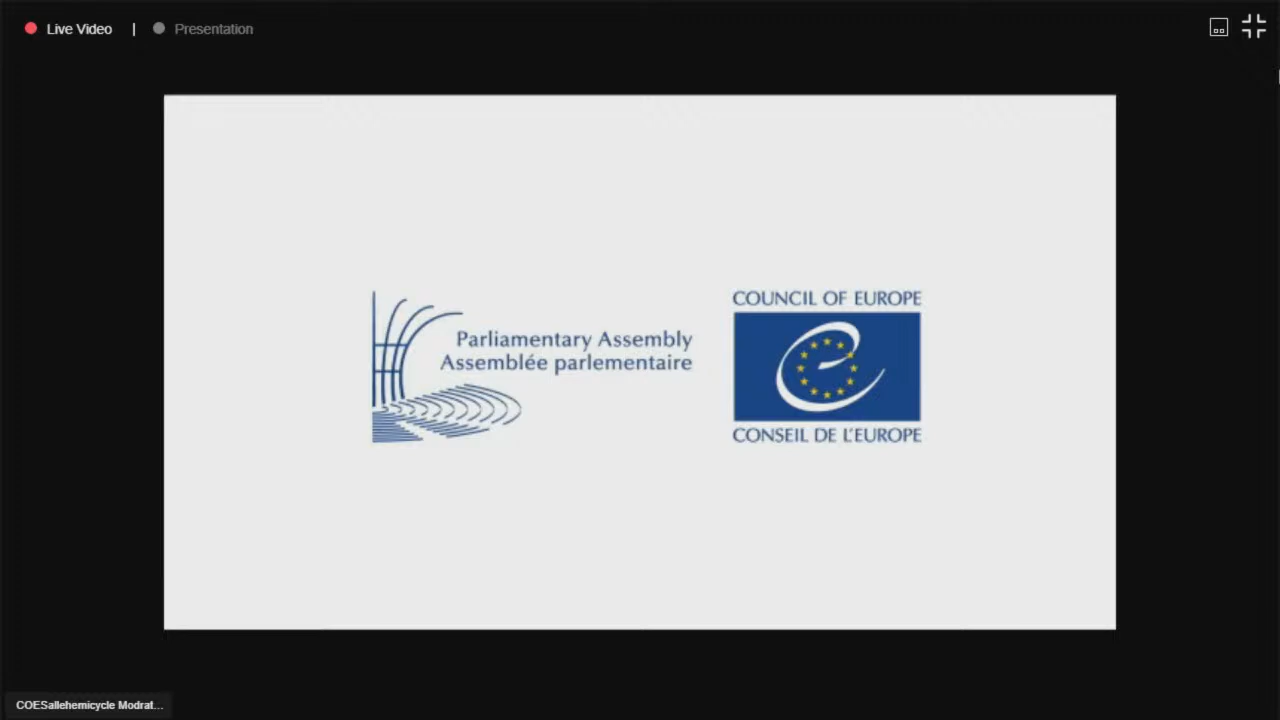 Live Video | Presentation
Parliamentary Assembly
Assemblée parlementaire
COUNCIL OF EUROPE
CONSEIL DE L'EUROPE
COESallehemicycle Modrat...